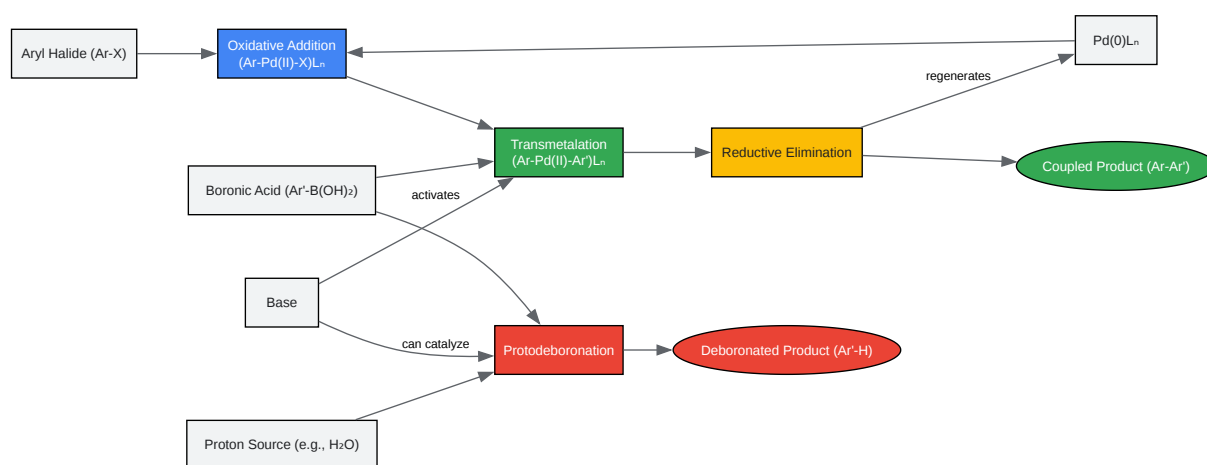 Aryl Halide (Ar-X)
Oxidative Addition
(Ar-Pd(II)-X)Lₙ
Pd(0)Lₙ
regenerates
Transmetalation
(Ar-Pd(II)-Ar')Lₙ
Reductive Elimination
Coupled Product (Ar-Ar')
Boronic Acid (Ar'-B(OH)₂)
activates
Base
can catalyze
Protodeboronation
Deboronated Product (Ar'-H)
Proton Source (e.g., H₂O)